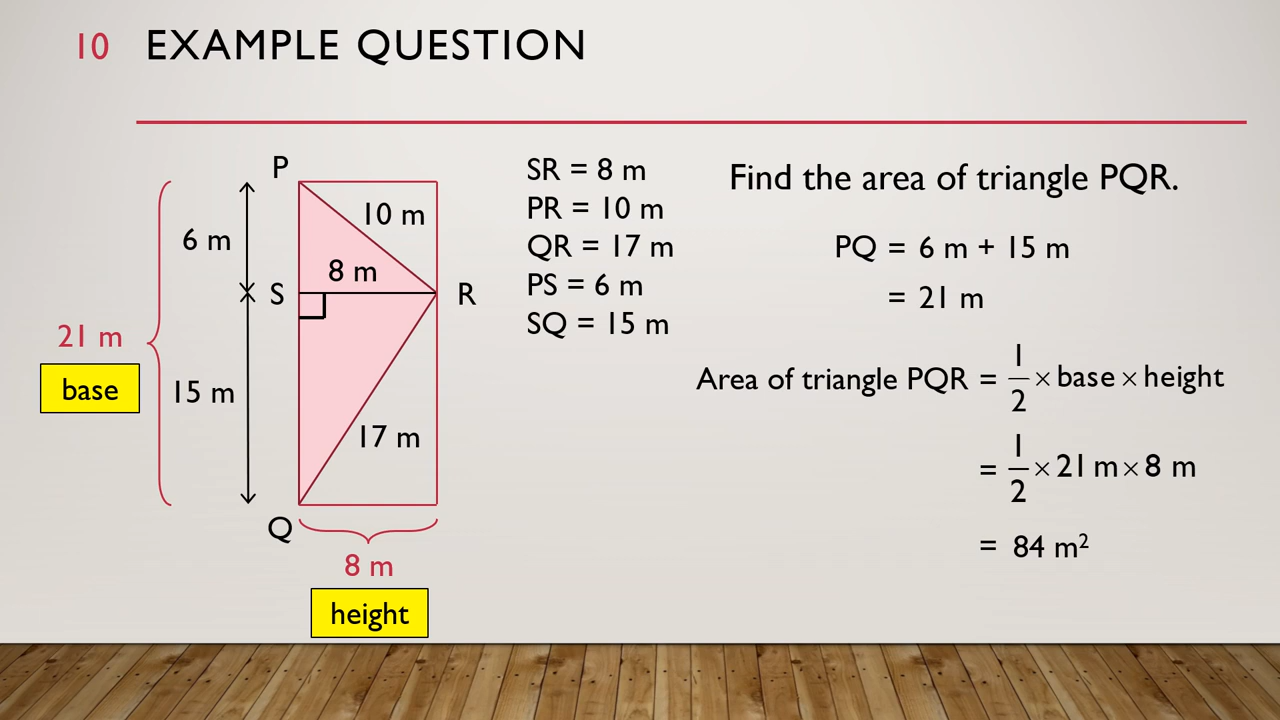 10 EXAMPLE QUESTION
P
10 m
6 m
8 m
S
R
21 m
base
15 m
17 m
Q
8 m
height
SR = 8 m
PR = 10 m
QR = 17 m
PS = 6 m
SQ = 15 m
Find the area of triangle PQR.
PQ = 6 m + 15 m
= 21 m
Area of triangle PQR = 1/2 × base × height
= 1/2 × 21 m × 8 m
= 84 m²